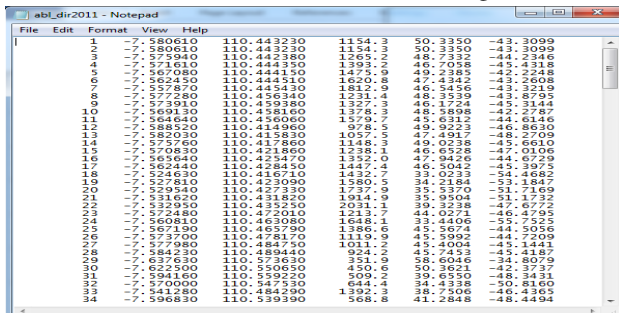 abl_dir2011 - Notepad
File Edit Format View Help
1 -7.580610 110.443230 1154.3 50.3350 -43.3099
2 -7.580610 110.443230 1154.3 50.3350 -43.3099
3 -7.575940 110.442380 1265.2 48.7332 -44.2346
4 -7.571610 110.444350 1393.2 46.7058 -45.4318
5 -7.567080 110.444150 1475.9 49.2385 -42.2248
6 -7.562450 110.444510 1620.8 47.4342 -43.2608
7 -7.557870 110.445430 1812.9 46.5456 -43.3219
8 -7.577280 110.456340 1231.4 48.3539 -43.8795
9 -7.573910 110.459380 1327.3 46.1724 -45.3144
10 -7.569130 110.458160 1378.3 48.5898 -42.2787
11 -7.564640 110.456060 1579.7 45.6312 -44.6146
12 -7.588520 110.414960 978.5 49.9223 -46.8630
13 -7.582030 110.415830 1057.5 47.4917 -48.2709
14 -7.575760 110.417860 1148.3 49.0238 -45.6610
15 -7.570830 110.421860 1238.1 46.6528 -47.0106
16 -7.565640 110.425470 1352.0 47.9426 -44.6729
17 -7.562440 110.428450 1447.4 46.5042 -45.3975
18 -7.524630 110.416710 1432.7 33.0233 -54.4682
19 -7.527810 110.423090 1580.5 34.2184 -53.1847
20 -7.529540 110.427330 1737.9 35.5370 -51.7169
21 -7.531620 110.431820 1914.9 35.9504 -51.1732
22 -7.532950 110.435250 2031.1 39.3238 -47.6772
23 -7.572480 110.472010 1213.7 44.0271 -46.4795
24 -7.560810 110.463080 1648.1 33.4406 -55.7525
25 -7.567190 110.465790 1386.6 45.5674 -44.5056
26 -7.573700 110.478170 1119.9 45.5992 -44.7209
27 -7.577980 110.484750 1011.2 45.4004 -45.1441
28 -7.584230 110.489440 924.2 45.7453 -45.4187
29 -7.637630 110.573630 351.9 58.6046 -34.8079
30 -7.622500 110.550650 450.6 50.3621 -42.3737
31 -7.594160 110.559220 509.2 39.6550 -48.3431
32 -7.570000 110.547530 644.4 34.4338 -50.8160
33 -7.541280 110.484290 1392.3 38.7506 -46.4365
34 -7.596830 110.539390 568.8 41.2848 -48.4494